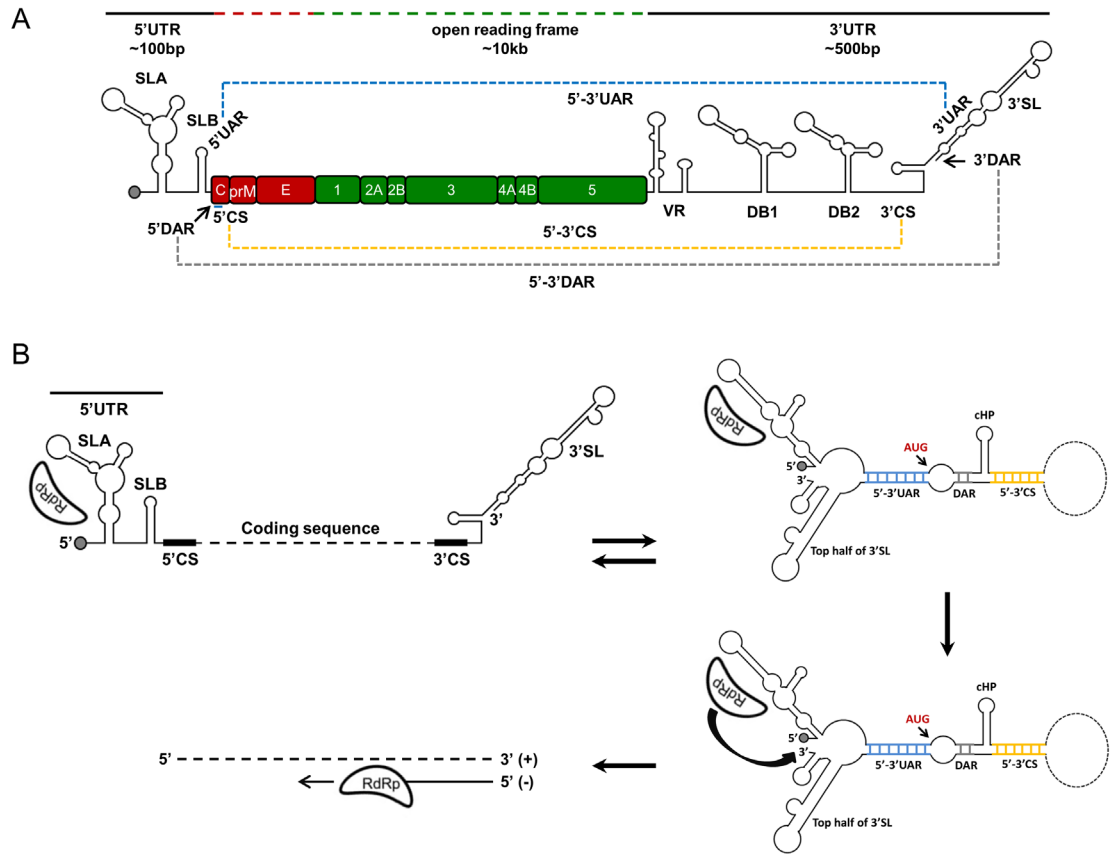 A
5'UTR
~100bp
open reading frame
~10kb
3'UTR
~500bp
SLA
SLB
5'UAR
5'-3'UAR
3'UAR
3'SL
3'DAR
C prM E 1 2A 2B 3 4A 4B 5
5'DAR
5'CS
VR
DB1
DB2
3'CS
5'-3'CS
5'-3'DAR
B
5'UTR
SLA
SLB
RdRp
5'
5'CS
Coding sequence
3'CS
3'
3'SL
RdRp
5'
3'
AUG
cHP
5'-3'UAR
DAR
5'-3'CS
Top half of 3'SL
RdRp
5'
3'
AUG
cHP
5'-3'UAR
DAR
5'-3'CS
Top half of 3'SL
5'
3' (+)
RdRp
5' (-)